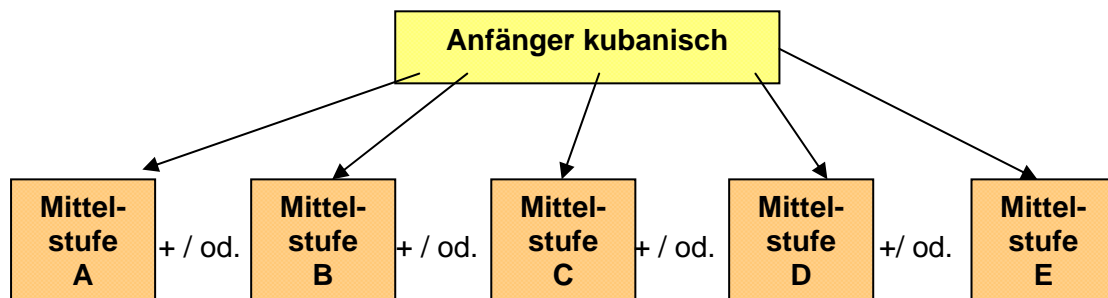 Anfänger kubanisch
Mittel-
stufe
A
+ / od.
Mittel-
stufe
B
+ / od.
Mittel-
stufe
C
+ / od.
Mittel-
stufe
D
+/ od.
Mittel-
stufe
E